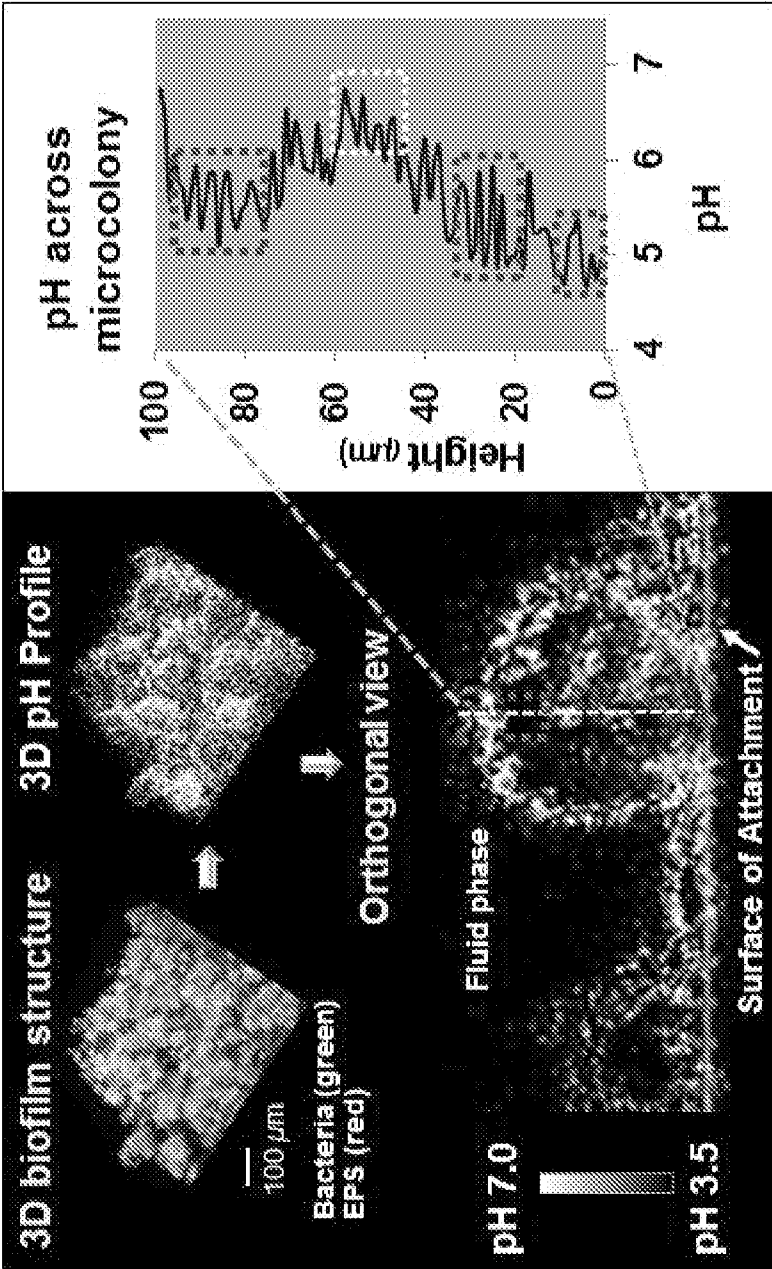 3D biofilm structure
3D pH Profile
100 μm
Bacteria (green)
EPS (red)
Orthogonal view
pH 7.0
pH 3.5
Fluid phase
Surface of Attachment
pH across
microcolony
Height (μm)
100
80
60
40
20
0
4
5
6
7
pH